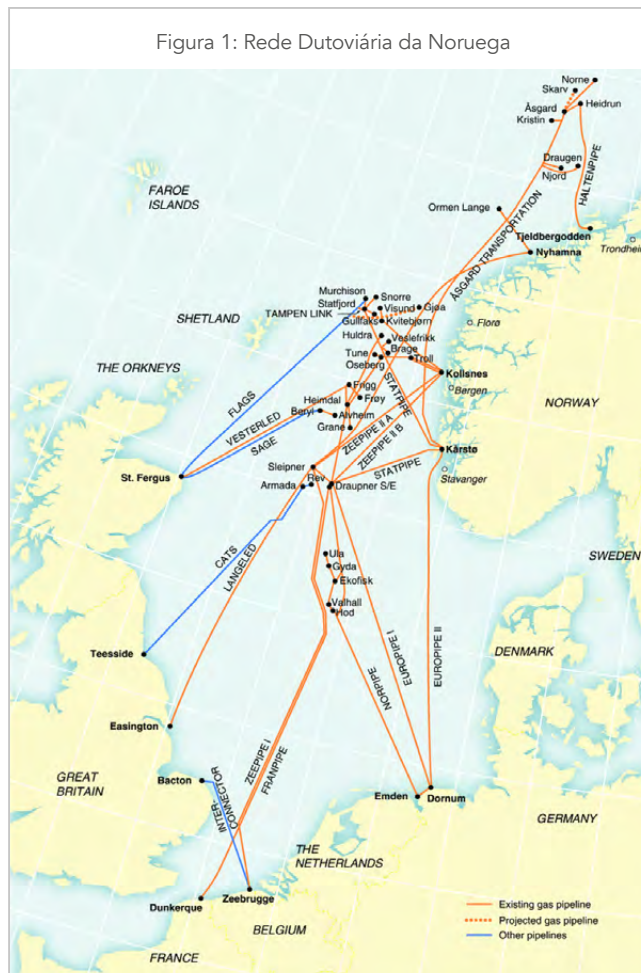 Figura 1: Rede Dutoviária da Noruega
Norne
Skarv
Åsgard
Heidrun
Kristin
Draugen
Njord
HALTENPIPE
FAROE
ISLANDS
Ormen Lange
Tjeldbergodden
Nyhamna
Trondheim
ÅSGARD TRANSPORTATION
Murchison
Snorre
Statfjord
Visund
Gjøa
TAMPEN LINK
Gullfaks
Kvitebjørn
Florø
SHETLAND
Huldra
Veslefrikk
Brage
Tune
Oseberg
Troll
Kollsnes
THE ORKNEYS
STATPIPE
Bergen
NORWAY
FLAGS
Frigg
VESTERLED
Heimdal
Frøy
Beryl
Alvheim
SAGE
Grane
ZEEPIPE II A
ZEEPIPE II B
Kårstø
St. Fergus
Sleipner
STATPIPE
Stavanger
Rev
Armada
Draupner S/E
CATS
LANGELED
Ula
Gyda
Ekofisk
SWEDEN
Valhall
Hod
Teesside
DENMARK
EUROPIPE I
EUROPIPE II
NORPIPE
Easington
ZEEPIPE I
FRANPIPE
GREAT
BRITAIN
Bacton
INTER-
CONNECTOR
Emden
Dornum
GERMANY
THE
NETHERLANDS
Dunkerque
Zeebrugge
BELGIUM
FRANCE
Existing gas pipeline
Projected gas pipeline
Other pipelines